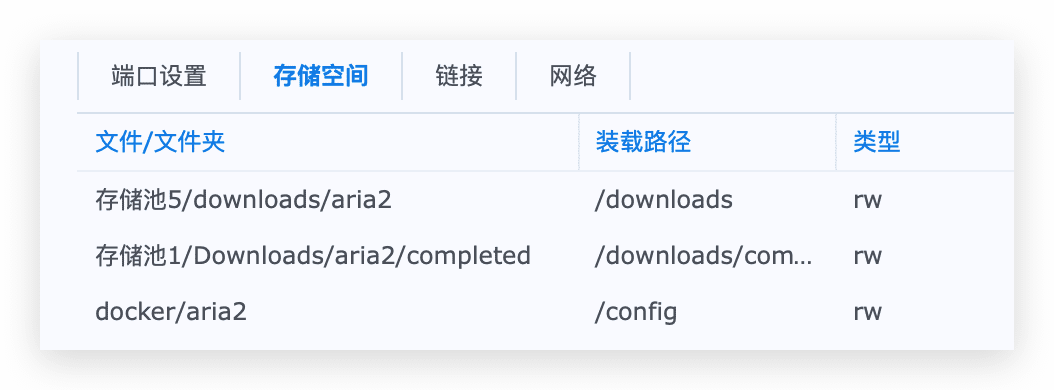 端口设置 存储空间 链接 网络
文件/文件夹 装载路径 类型
存储池5/downloads/aria2 /downloads rw
存储池1/Downloads/aria2/completed /downloads/com... rw
docker/aria2 /config rw